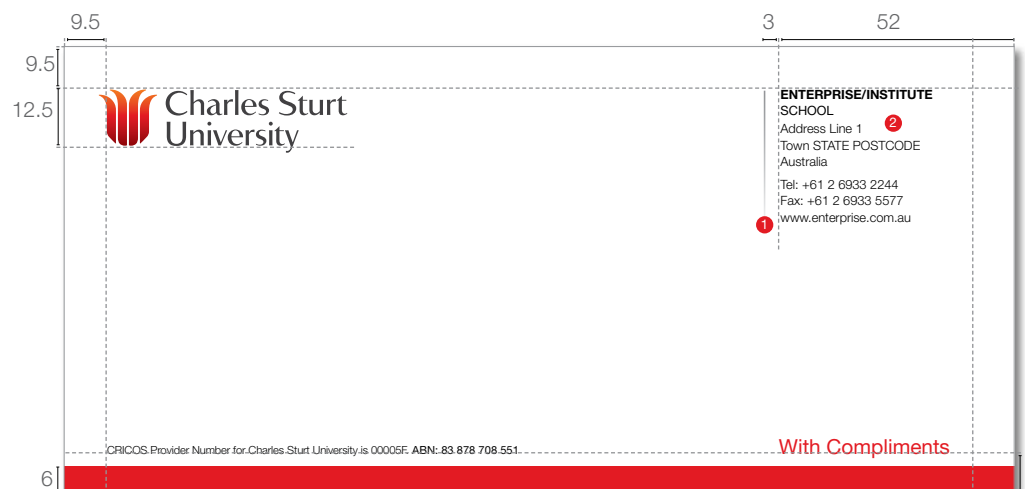 9.5
3
52
9.5
12.5
Charles Sturt
University
ENTERPRISE/INSTITUTE
SCHOOL
Address Line 1
2
Town STATE POSTCODE
Australia
Tel: +61 2 6933 2244
Fax: +61 2 6933 5577
www.enterprise.com.au
1
CRICOS Provider Number for Charles Sturt University is 00005F. ABN: 83 878 708 551
With Compliments
6